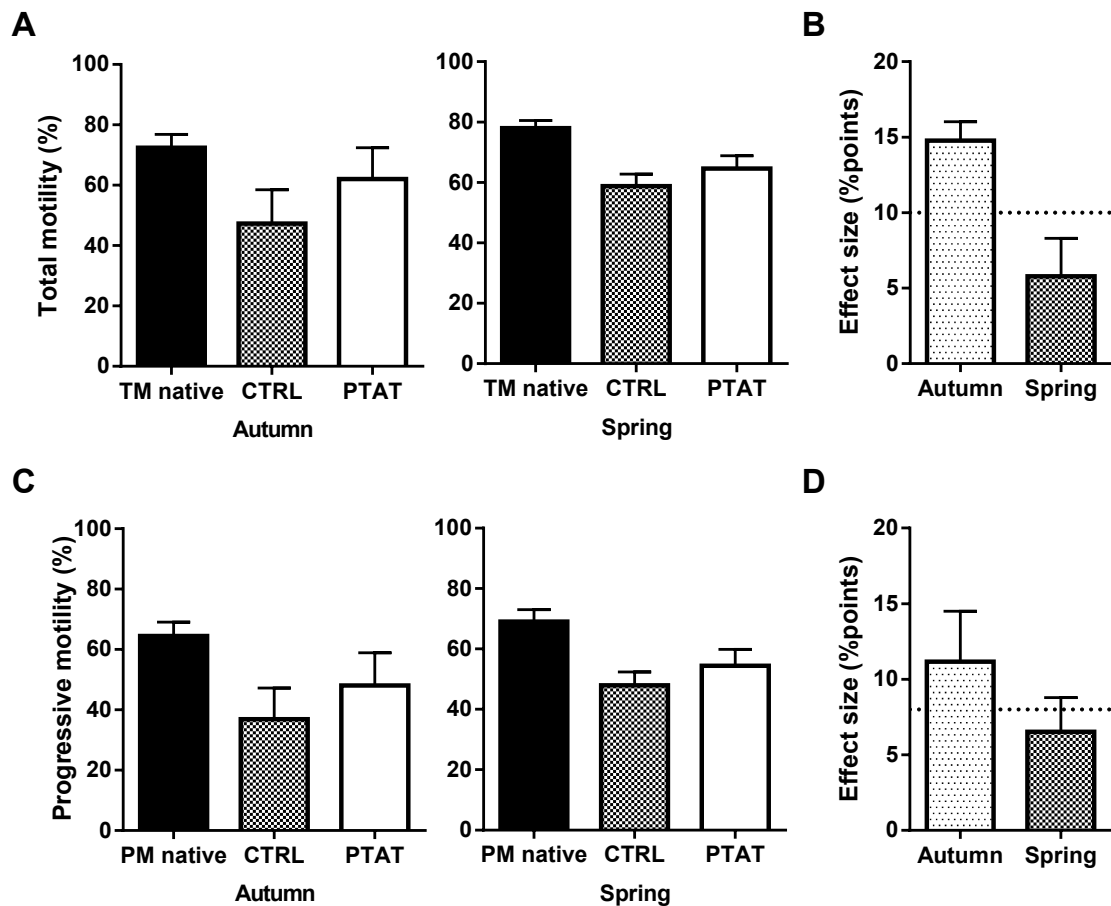 A
B
Total motility (%)
100
80
60
40
20
0
TM native CTRL PTAT
Autumn
100
80
60
40
20
0
TM native CTRL PTAT
Spring
Effect size (%points)
20
15
10
5
0
Autumn Spring
C
D
Progressive motility (%)
100
80
60
40
20
0
PM native CTRL PTAT
Autumn
100
80
60
40
20
0
PM native CTRL PTAT
Spring
Effect size (%points)
20
15
10
5
0
Autumn Spring